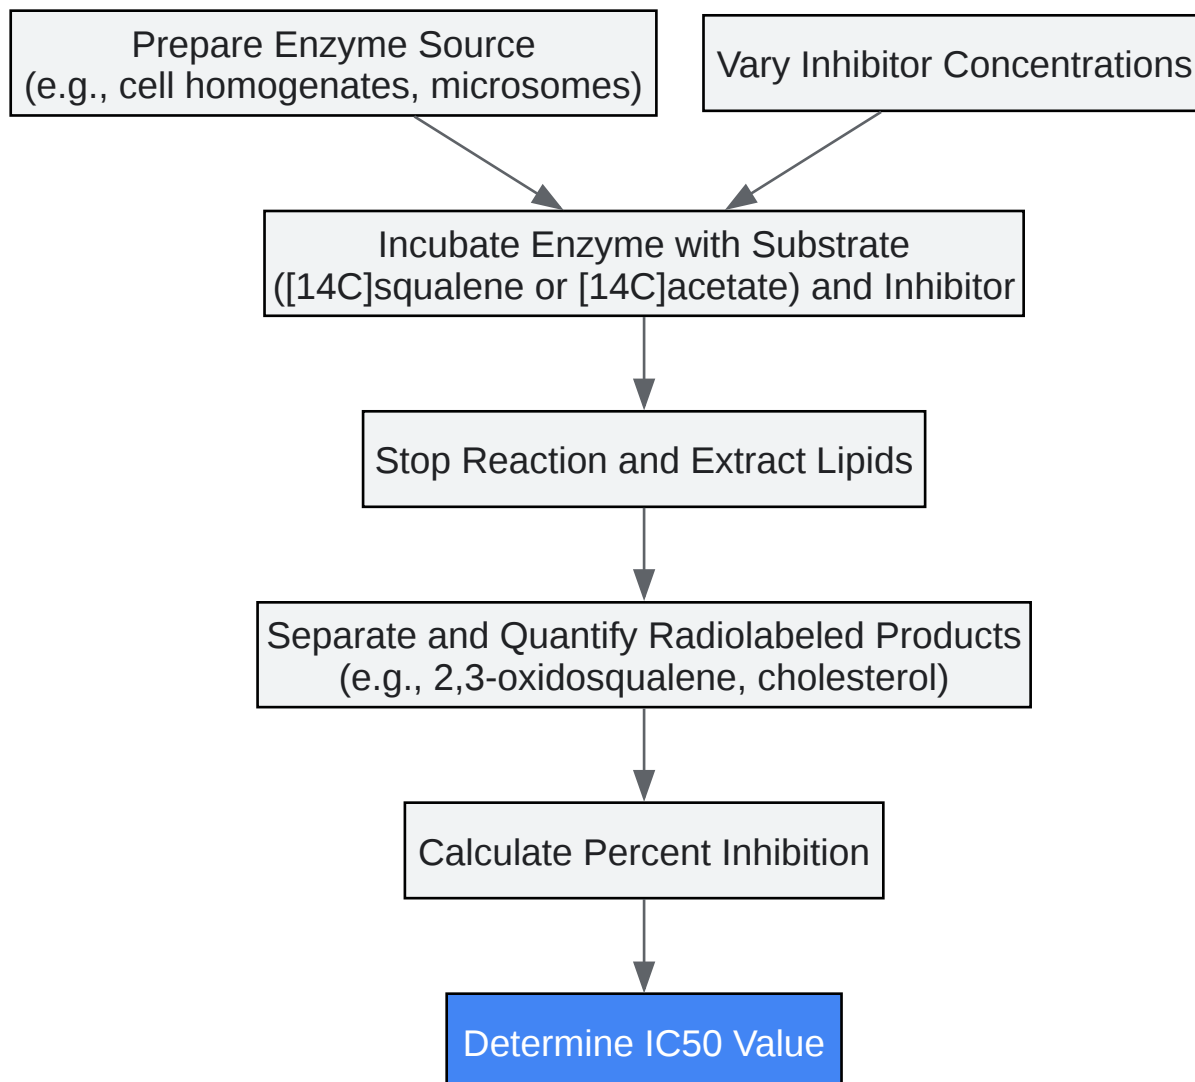 Prepare Enzyme Source
(e.g., cell homogenates, microsomes)
Vary Inhibitor Concentrations
Incubate Enzyme with Substrate
([14C]squalene or [14C]acetate) and Inhibitor
Stop Reaction and Extract Lipids
Separate and Quantify Radiolabeled Products
(e.g., 2,3-oxidosqualene, cholesterol)
Calculate Percent Inhibition
Determine IC50 Value